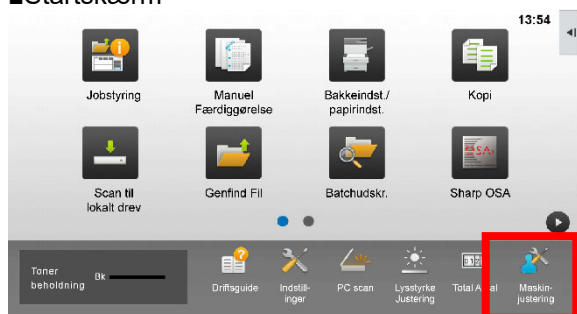 ■Startskærm
13:54
Jobstyring
Manuel
Færdiggørelse
Bakkeindst./
papirindst.
Kopi
Scan til
lokalt drev
Genfind Fil
Batchudskr.
Sharp OSA
Toner
beholdning
Bk
Driftsguide
Indstill-
inger
PC scan
Lysstyrke
Justering
Total
Maskin-
justering